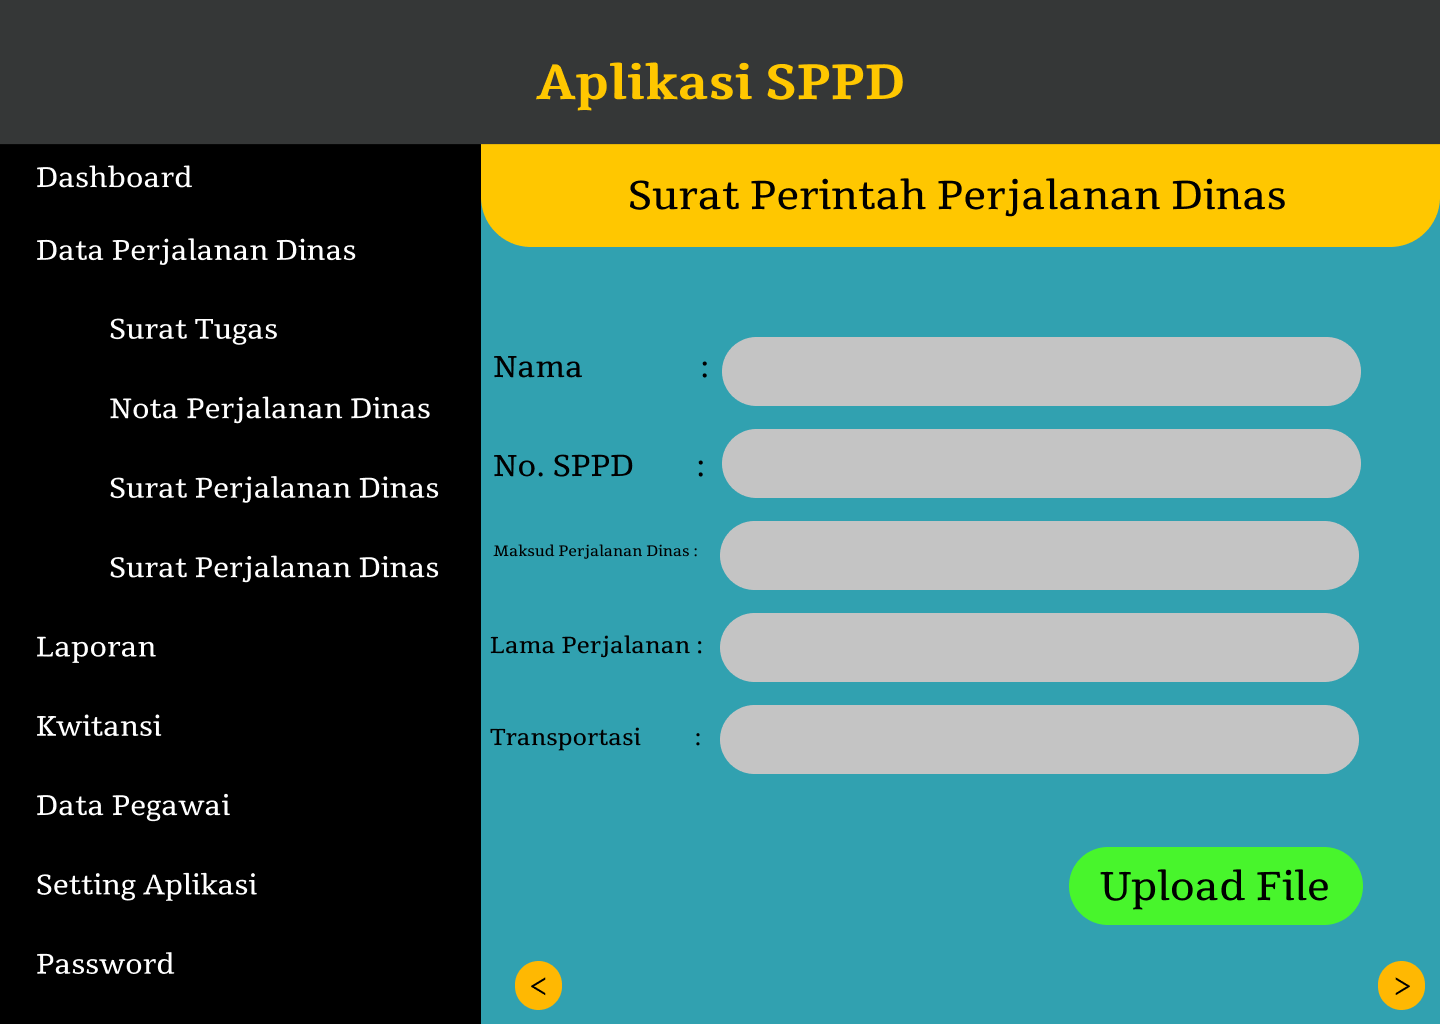 Aplikasi SPPD
Dashboard
Data Perjalanan Dinas
Surat Tugas
Nota Perjalanan Dinas
Surat Perjalanan Dinas
Surat Perjalanan Dinas
Laporan
Kwitansi
Data Pegawai
Setting Aplikasi
Password
Surat Perintah Perjalanan Dinas
Nama :
No. SPPD :
Maksud Perjalanan Dinas :
Lama Perjalanan :
Transportasi :
Upload File
< >